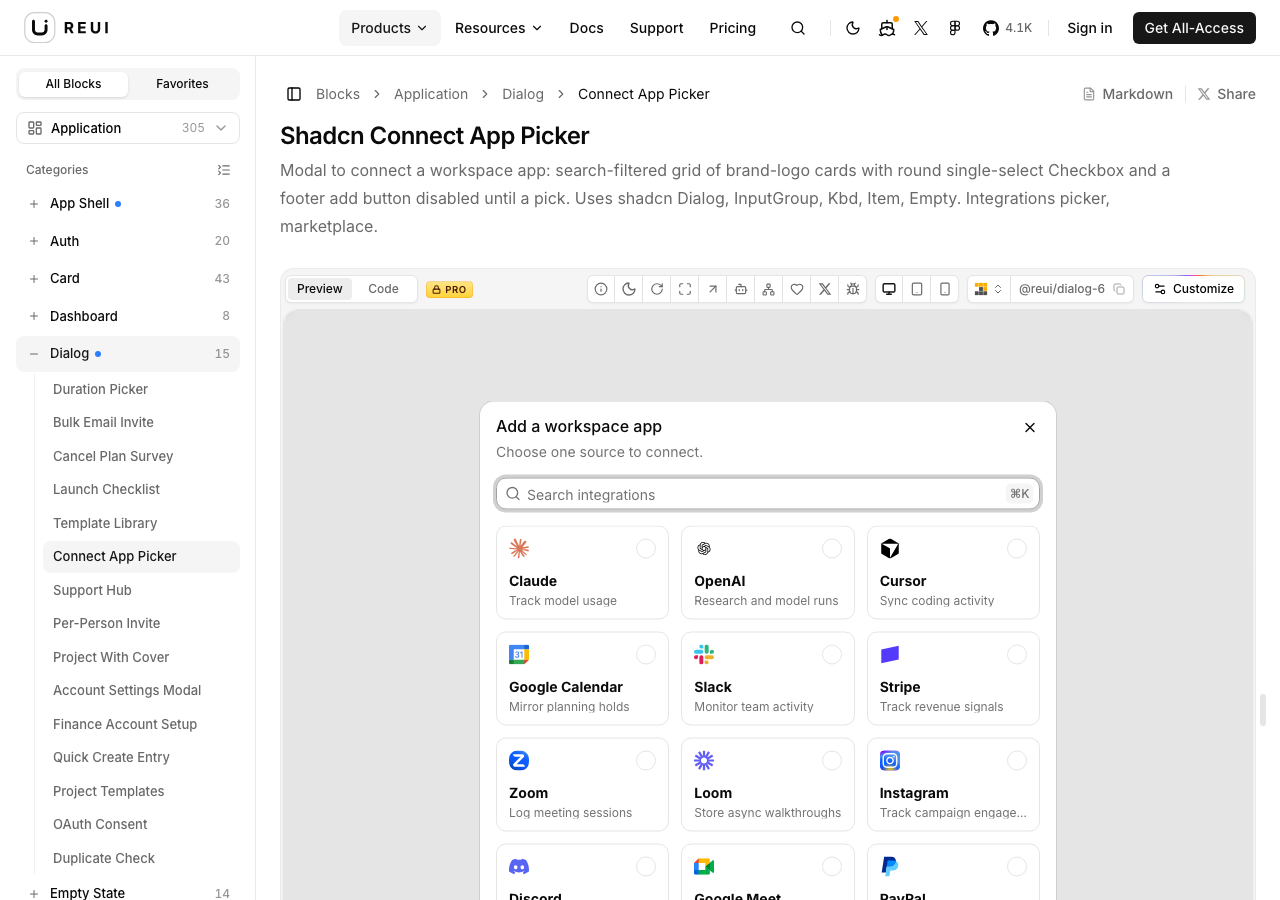 REUI
Products
Resources
Docs
Support
Pricing
4.1K
Sign in
Get All-Access
All Blocks
Favorites
Application 305
Categories
App Shell 36
Auth 20
Card 43
Dashboard 8
Dialog 15
Duration Picker
Bulk Email Invite
Cancel Plan Survey
Launch Checklist
Template Library
Connect App Picker
Support Hub
Per-Person Invite
Project With Cover
Account Settings Modal
Finance Account Setup
Quick Create Entry
Project Templates
OAuth Consent
Duplicate Check
Empty State 14
Blocks > Application > Dialog > Connect App Picker
Markdown
Share
Shadcn Connect App Picker
Modal to connect a workspace app: search-filtered grid of brand-logo cards with round single-select Checkbox and a
footer add button disabled until a pick. Uses shadcn Dialog, InputGroup, Kbd, Item, Empty. Integrations picker,
marketplace.
Preview
Code
PRO
@reui/dialog-6
Customize
Add a workspace app
Choose one source to connect.
Search integrations
⌘K
Claude
Track model usage
OpenAI
Research and model runs
Cursor
Sync coding activity
31
Google Calendar
Mirror planning holds
Slack
Monitor team activity
Stripe
Track revenue signals
Zoom
Log meeting sessions
Loom
Store async walkthroughs
Instagram
Track campaign engage...
Discord
Google Meet
PayPal